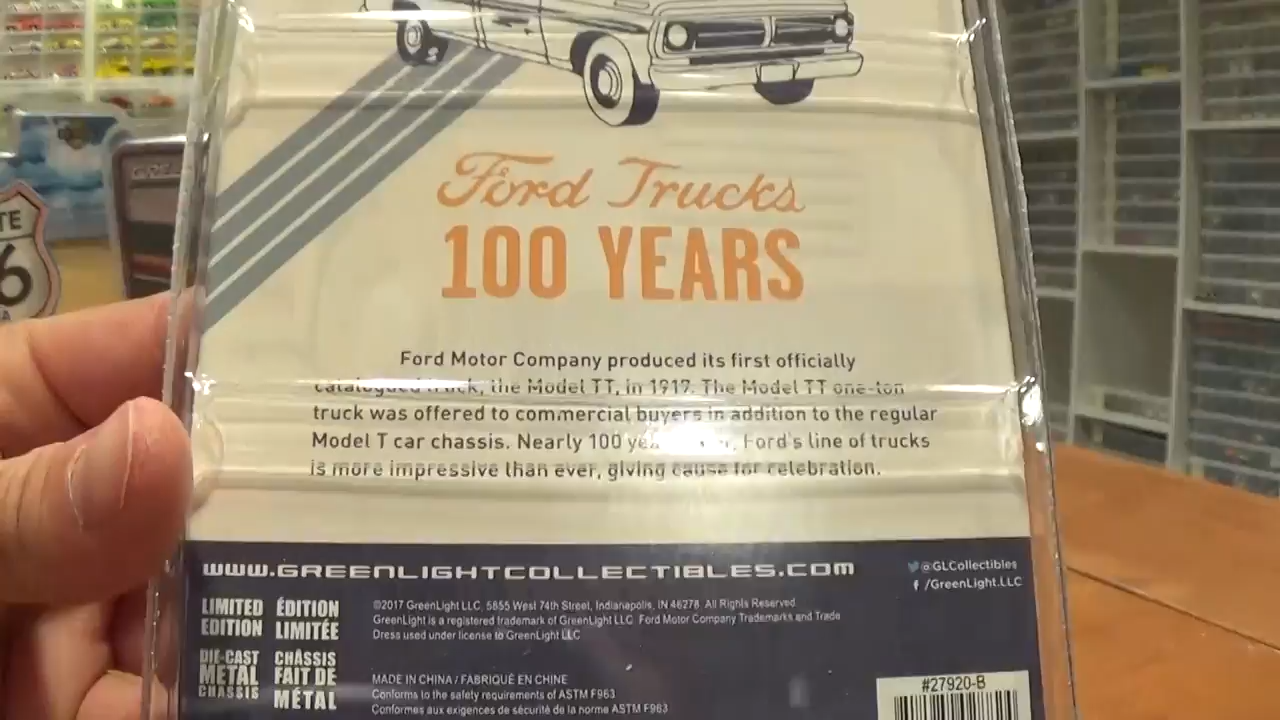 Ford Trucks
100 YEARS
Ford Motor Company produced its first officially
catalogued truck, the Model TT, in 1917. The Model TT one-ton
truck was offered to commercial buyers in addition to the regular
Model T car chassis. Nearly 100 Ford's line of trucks
is more impressive than ever, giving cause for celebration.
www.GREENLIGHTCOLLECTIBLES.COM
@GLCollectibles
/GreenLight.LLC
LIMITED EDITION
ÉDITION LIMITÉE
DIE-CAST METAL CHASSIS
CHÂSSIS FAIT DE MÉTAL
©2017 GreenLight LLC, 5855 West 74th Street, Indianapolis, IN 46278. All Rights Reserved.
GreenLight is a registered trademark of GreenLight LLC. Ford Motor Company Trademarks and Trade
Dress used under license to GreenLight LLC
MADE IN CHINA / FABRIQUÉ EN CHINE
Conforms to the safety requirements of ASTM F963
Conformes aux exigences de sécurité de la norme ASTM F963
#27920-B
TE
6